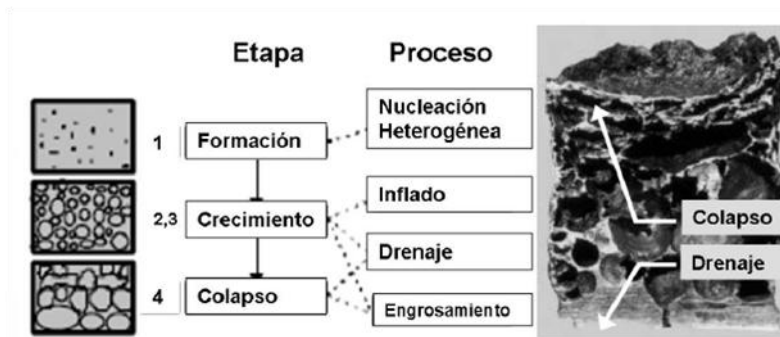 Etapa
Proceso
Nucleación
Heterogénea
1
Formación
Inflado
2,3
Crecimiento
Colapso
Drenaje
Drenaje
4
Colapso
Engrosamiento